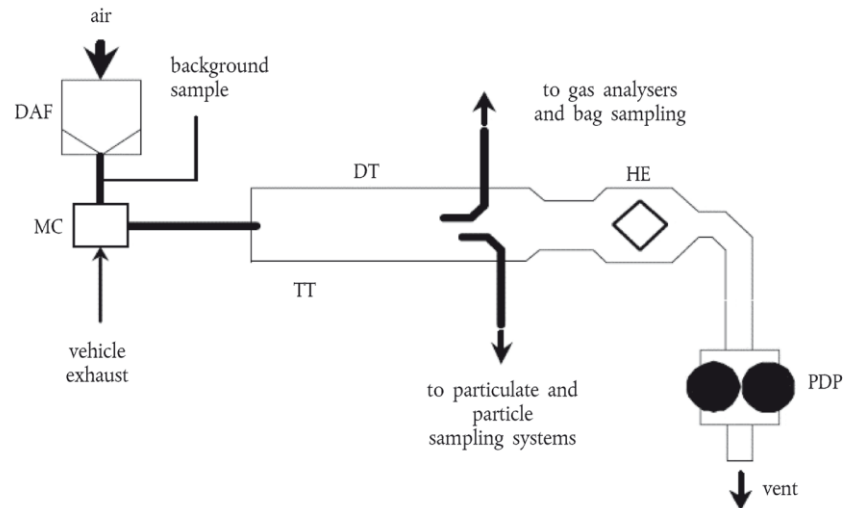 air
background
sample
DAF
to gas analysers
and bag sampling
DT
HE
MC
TT
vehicle
exhaust
to particulate and
particle
sampling systems
PDP
vent